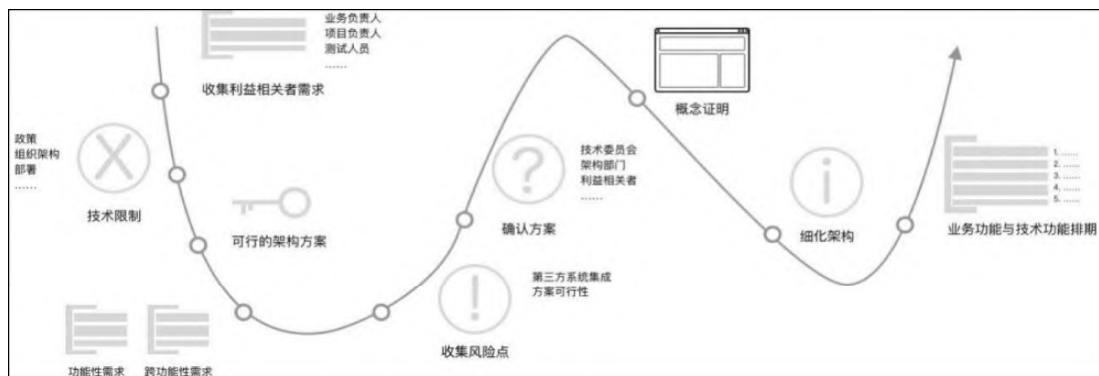 业务负责人
项目负责人
测试人员
......
收集利益相关者需求
政策
组织架构
部署
......
技术限制
可行的架构方案
功能性需求
跨功能性需求
第三方系统集成
方案可行性
收集风险点
技术委员会
架构部门
利益相关者
......
确认方案
概念证明
细化架构
1. ......
2. ......
3. ......
4. ......
5. ......
业务功能与技术功能排期